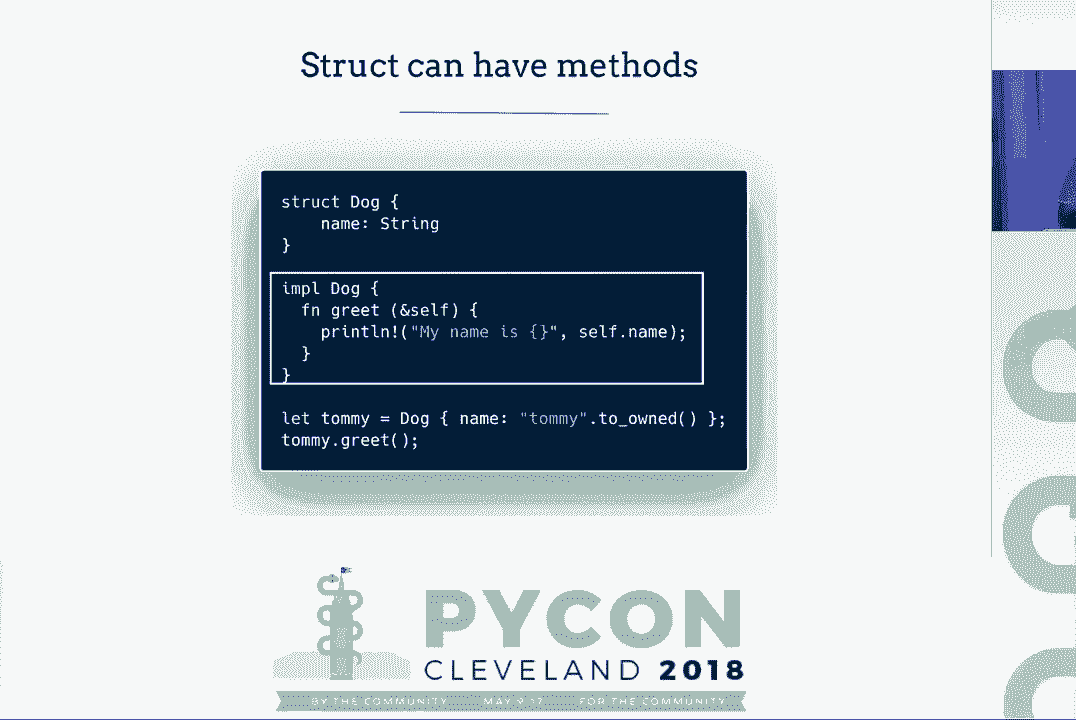 Struct can have methods
struct Dog {
    name: String
}
impl Dog {
  fn greet (&self) {
    println!("My name is {}", self.name);
  }
}
let tommy = Dog { name: "tommy".to_owned() };
tommy.greet();
PYCON
CLEVELAND 2018
BY THE COMMUNITY MAY 9-17 FOR THE COMMUNITY